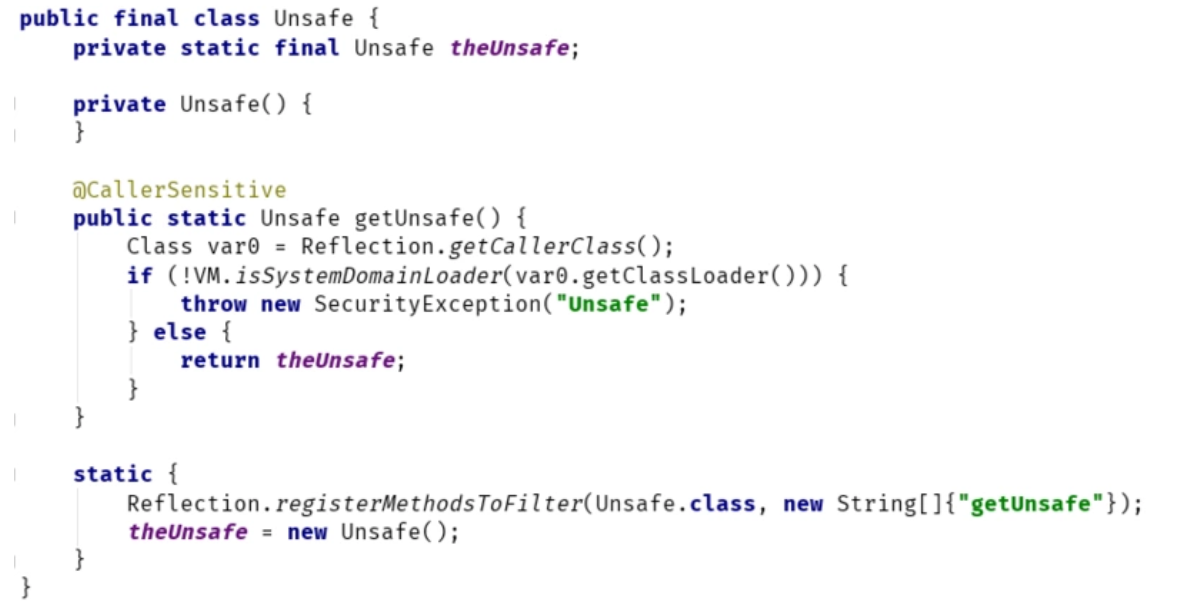 public final class Unsafe {
    private static final Unsafe theUnsafe;

    private Unsafe() {
    }

    @CallerSensitive
    public static Unsafe getUnsafe() {
        Class var0 = Reflection.getCallerClass();
        if (!VM.isSystemDomainLoader(var0.getClassLoader())) {
            throw new SecurityException("Unsafe");
        } else {
            return theUnsafe;
        }
    }

    static {
        Reflection.registerMethodsToFilter(Unsafe.class, new String[]{"getUnsafe"});
        theUnsafe = new Unsafe();
    }
}